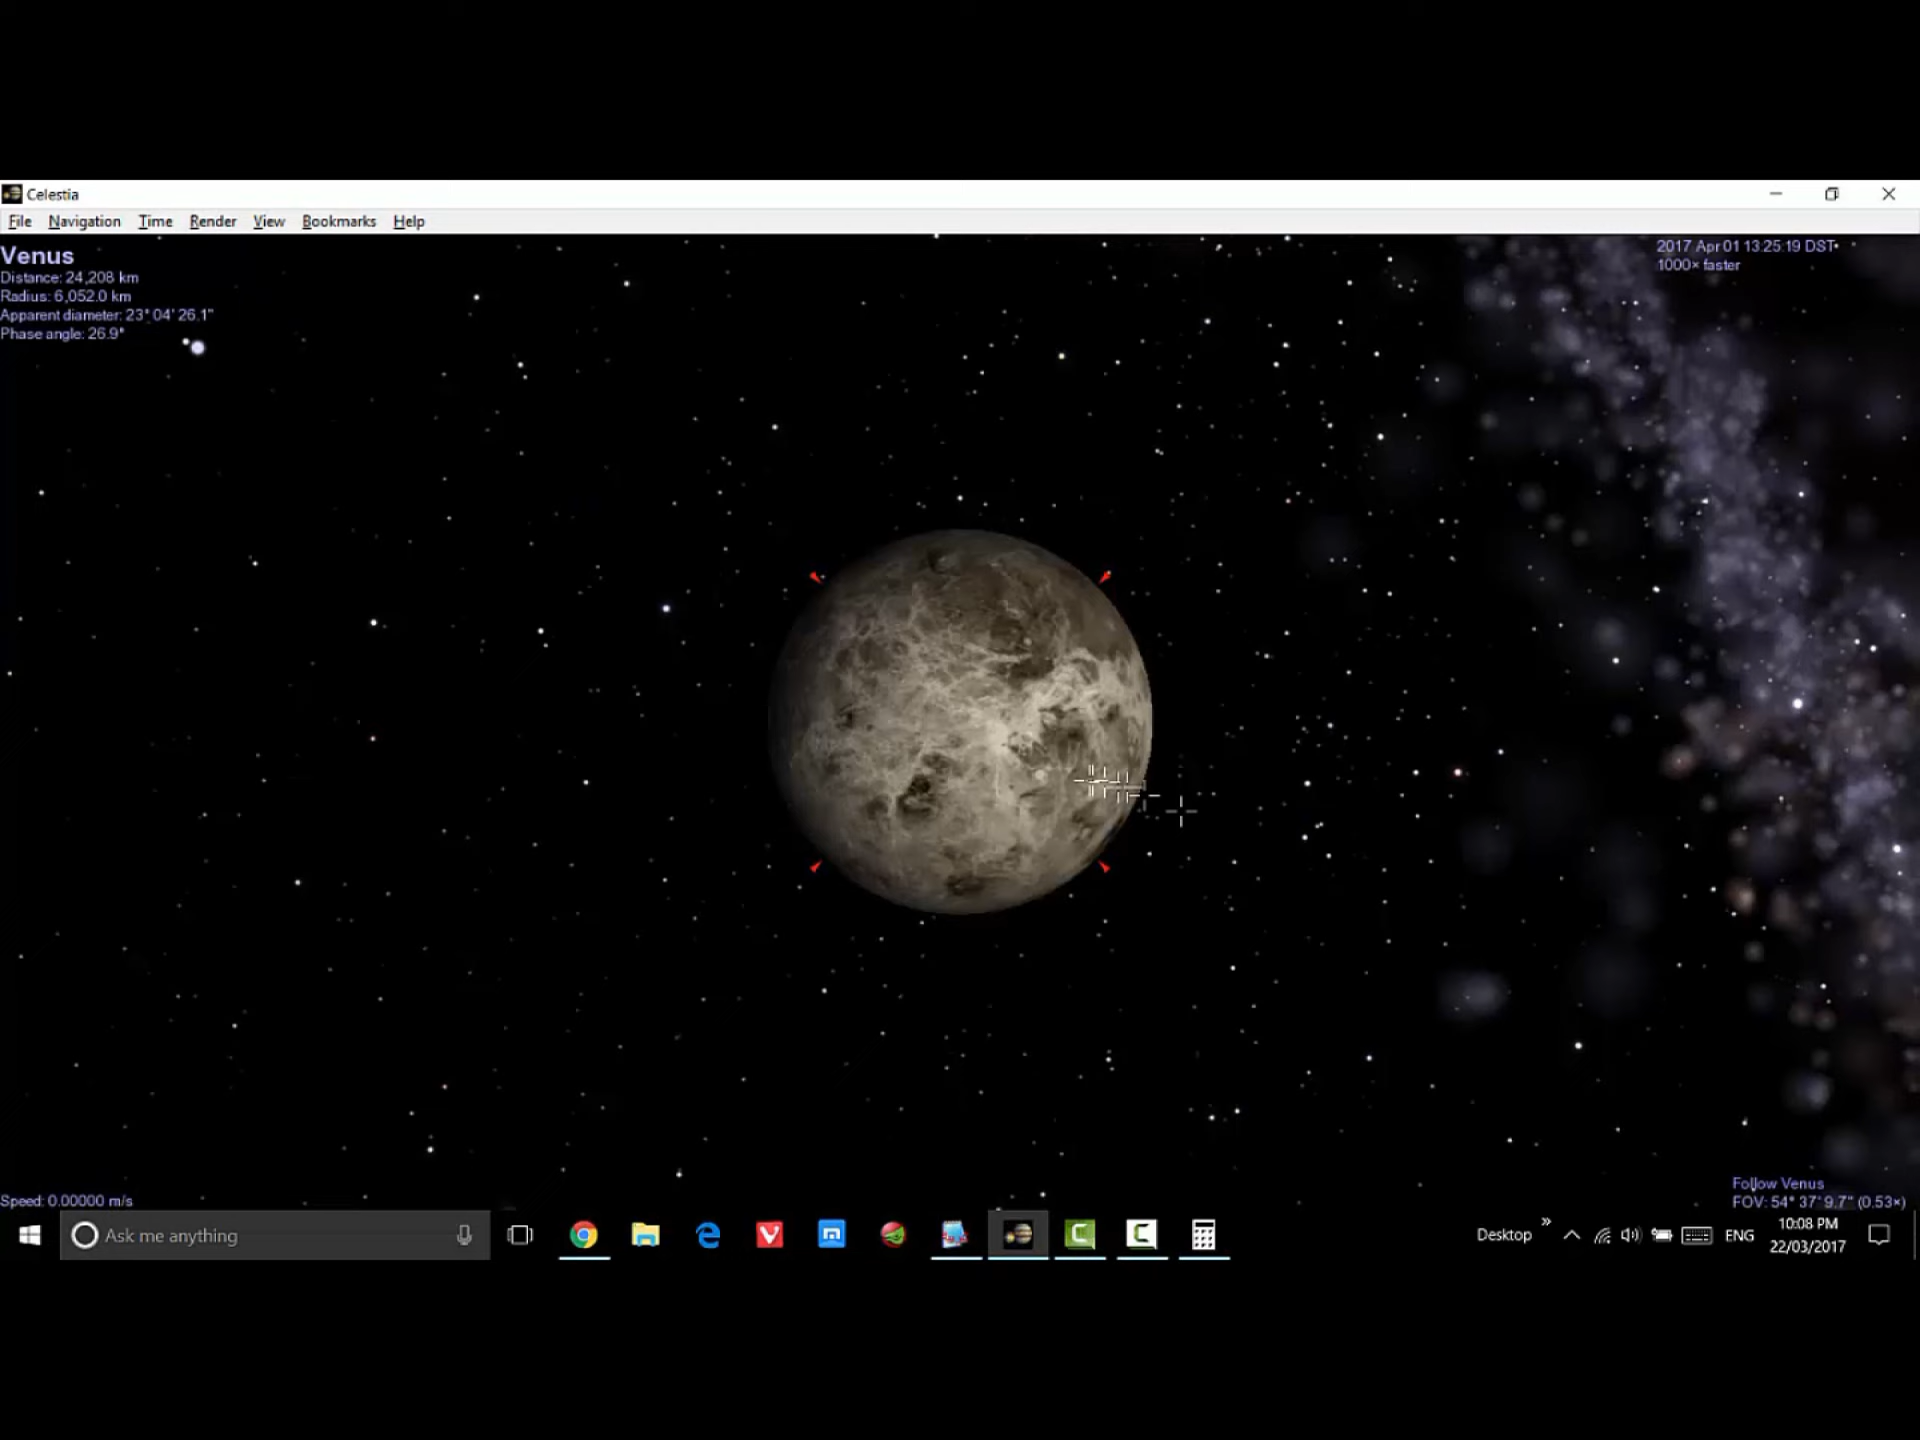 Celestia
File Navigation Time Render View Bookmarks Help
Venus
Distance: 24,208 km
Radius: 6,052.0 km
Apparent diameter: 23° 04' 26.1"
Phase angle: 26.9°
2017 Apr 01 13:25:19 DST
1000× faster
Speed: 0.00000 m/s
Follow Venus
FOV: 54° 37' 9.7" (0.53×)
Ask me anything
Desktop
ENG
10:08 PM
22/03/2017